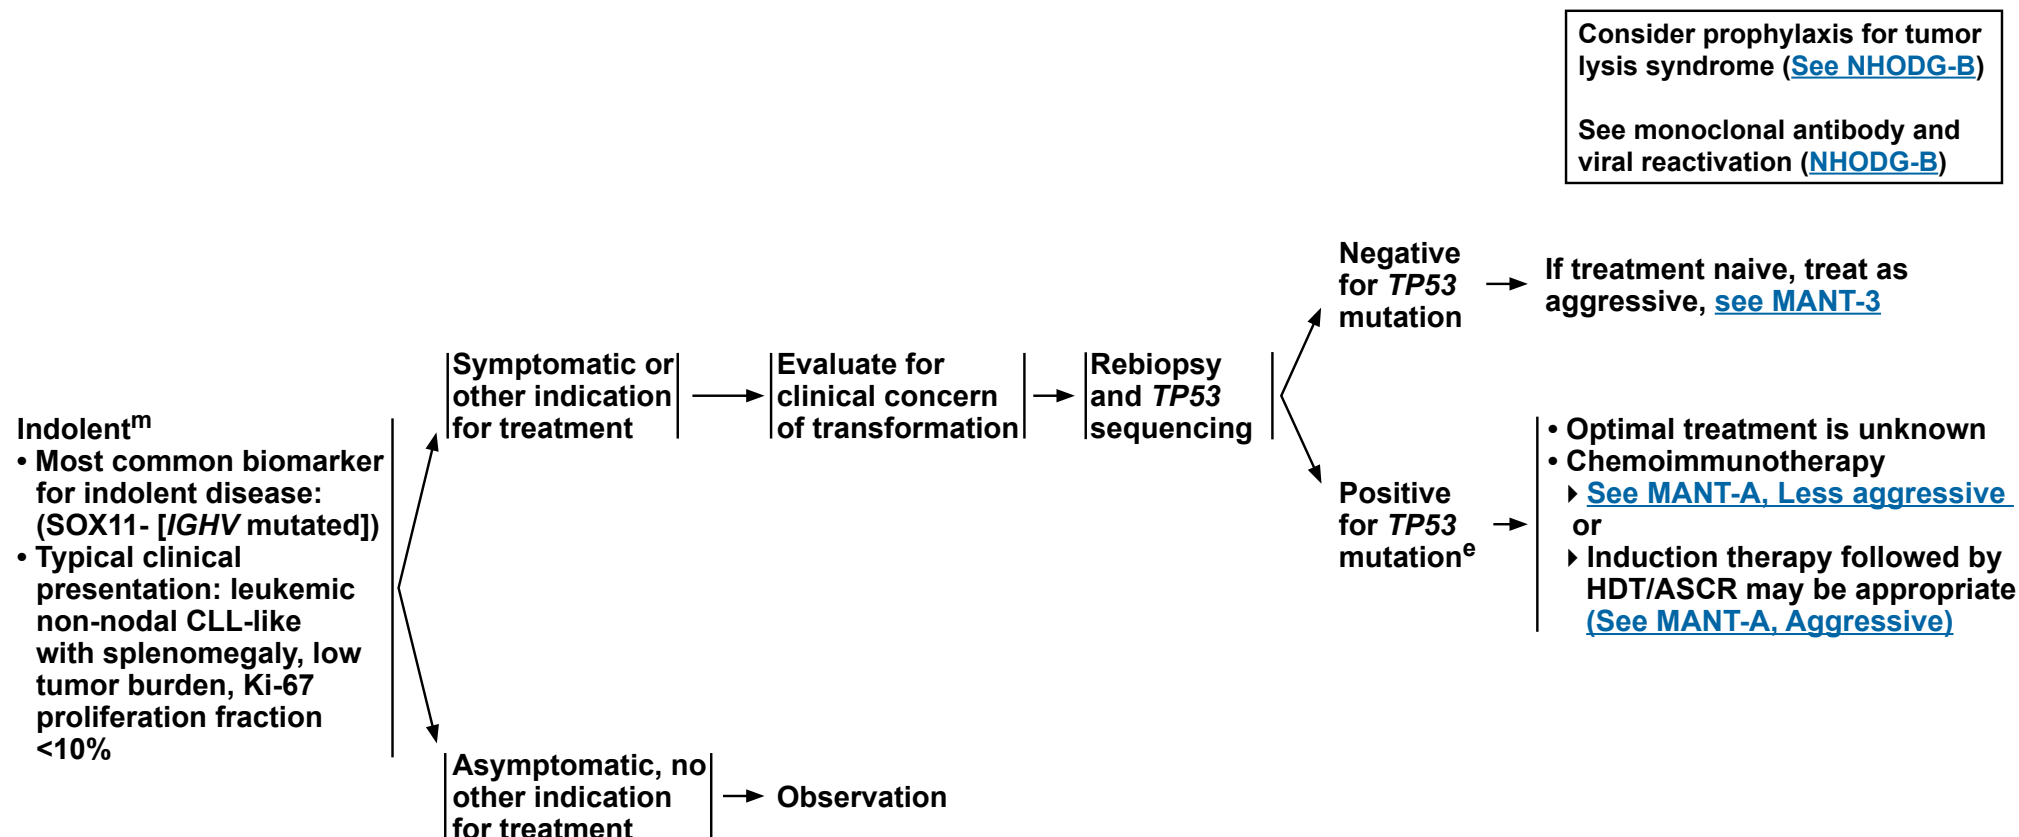 Consider prophylaxis for tumor
lysis syndrome (See NHODG-B)
See monoclonal antibody and
viral reactivation (NHODG-B)
Indolentm
• Most common biomarker
for indolent disease:
(SOX11- [IGHV mutated])
• Typical clinical
presentation: leukemic
non-nodal CLL-like
with splenomegaly, low
tumor burden, Ki-67
proliferation fraction
<10%
Symptomatic or
other indication
for treatment
Evaluate for
clinical concern
of transformation
Rebiopsy
and TP53
sequencing
Negative
for TP53
mutation
If treatment naive, treat as
aggressive, see MANT-3
Positive
for TP53
mutatione
• Optimal treatment is unknown
• Chemoimmunotherapy
See MANT-A, Less aggressive
or
Induction therapy followed by
HDT/ASCR may be appropriate
(See MANT-A, Aggressive)
Asymptomatic, no
other indication
for treatment
Observation